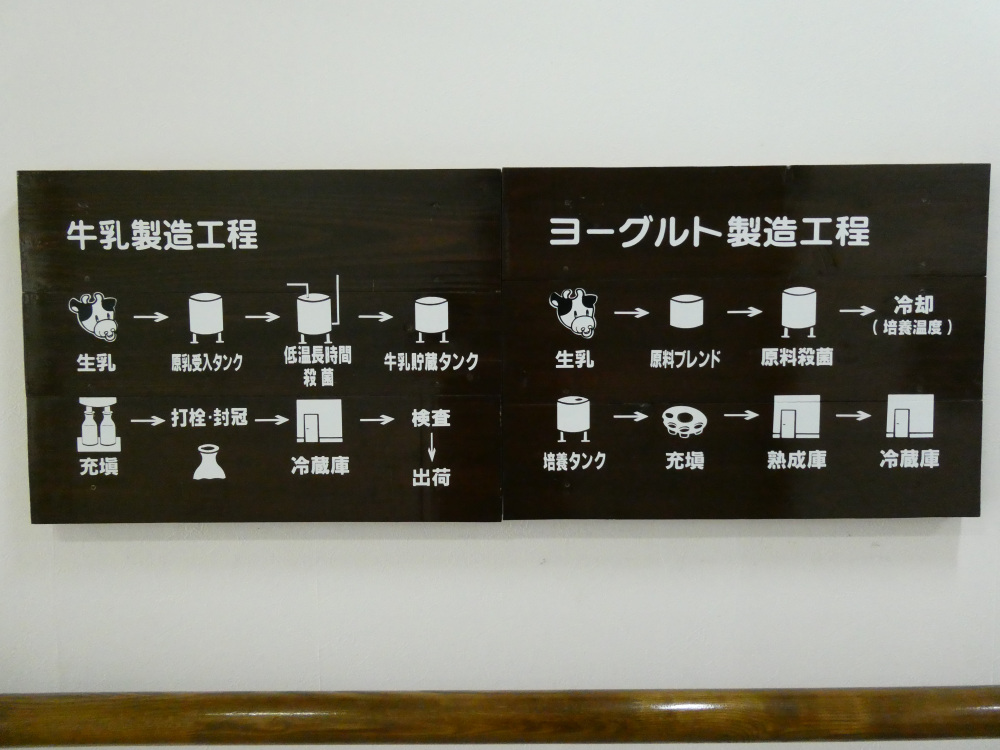 牛乳製造工程
生乳
原乳受入タンク
低温長時間
殺菌
牛乳貯蔵タンク
充塡
打栓・封冠
冷蔵庫
検査
出荷
ヨーグルト製造工程
生乳
原料ブレンド
原料殺菌
冷却
(培養温度)
培養タンク
充塡
熟成庫
冷蔵庫